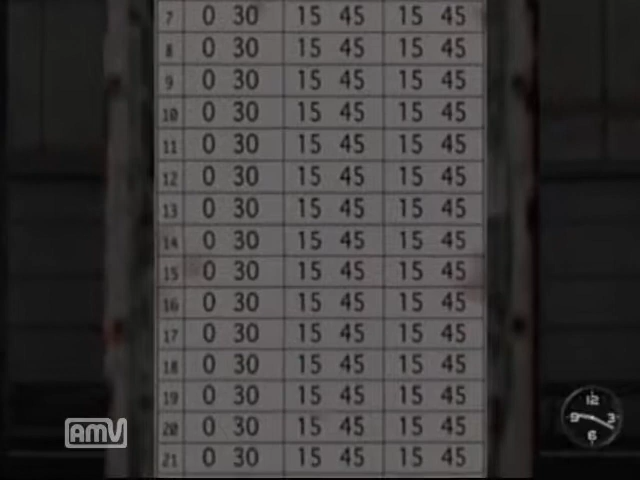 7 0 30 15 45 15 45
8 0 30 15 45 15 45
9 0 30 15 45 15 45
10 0 30 15 45 15 45
11 0 30 15 45 15 45
12 0 30 15 45 15 45
13 0 30 15 45 15 45
14 0 30 15 45 15 45
15 0 30 15 45 15 45
16 0 30 15 45 15 45
17 0 30 15 45 15 45
18 0 30 15 45 15 45
19 0 30 15 45 15 45
20 0 30 15 45 15 45
21 0 30 15 45 15 45
12
9 3
6
AMV